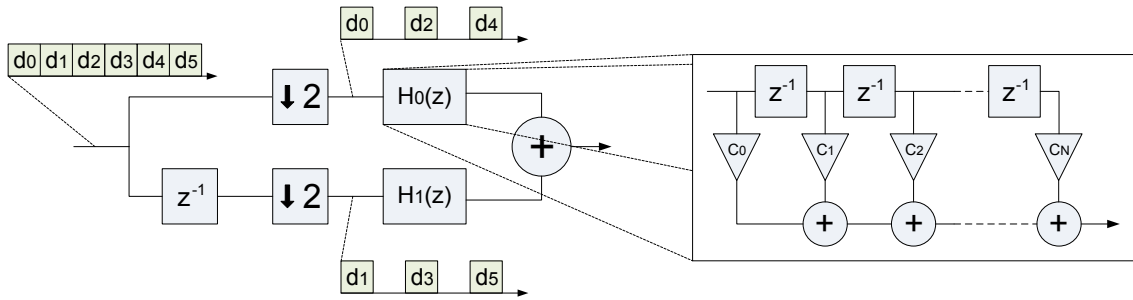 d0 d2 d4
d0 d1 d2 d3 d4 d5
↓ 2
H0(z)
+
z-1
↓ 2
H1(z)
d1 d3 d5
z-1 z-1 z-1
C0 C1 C2 CN
+ + +